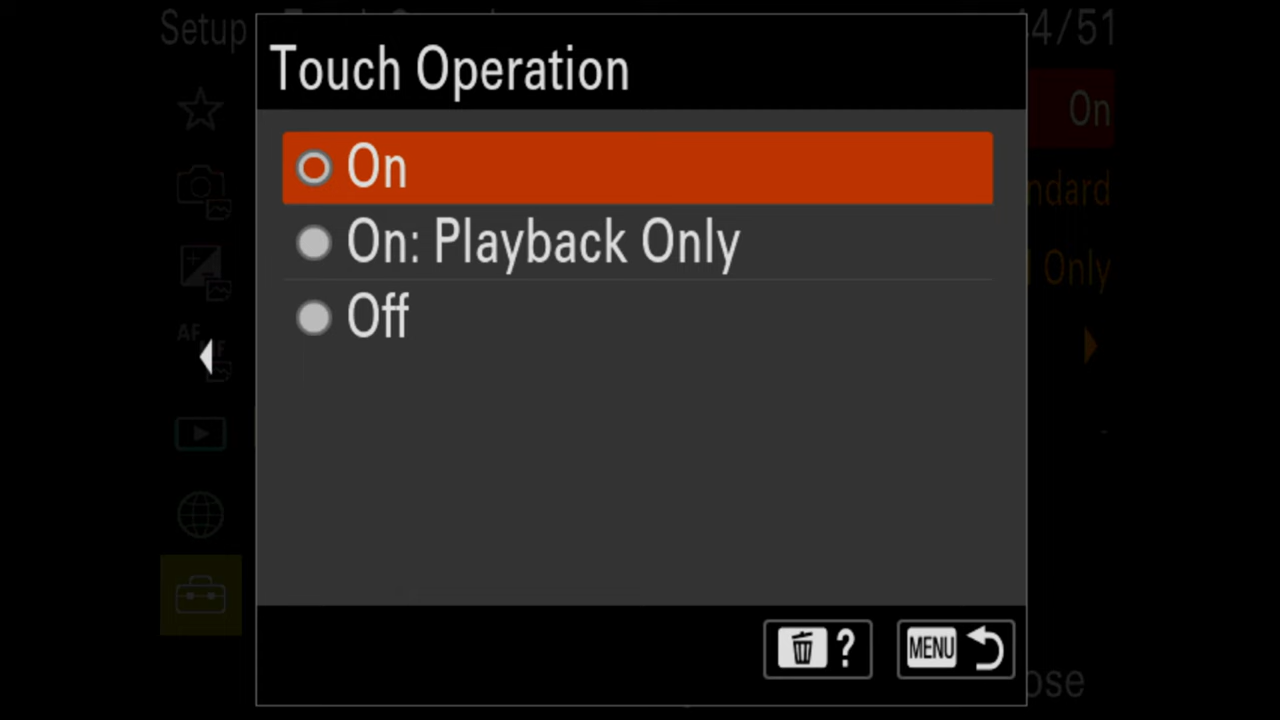 Setup
4/51
Touch Operation
On
On
On: Playback Only
ndard
Off
Only
AF
MENU
?
ose